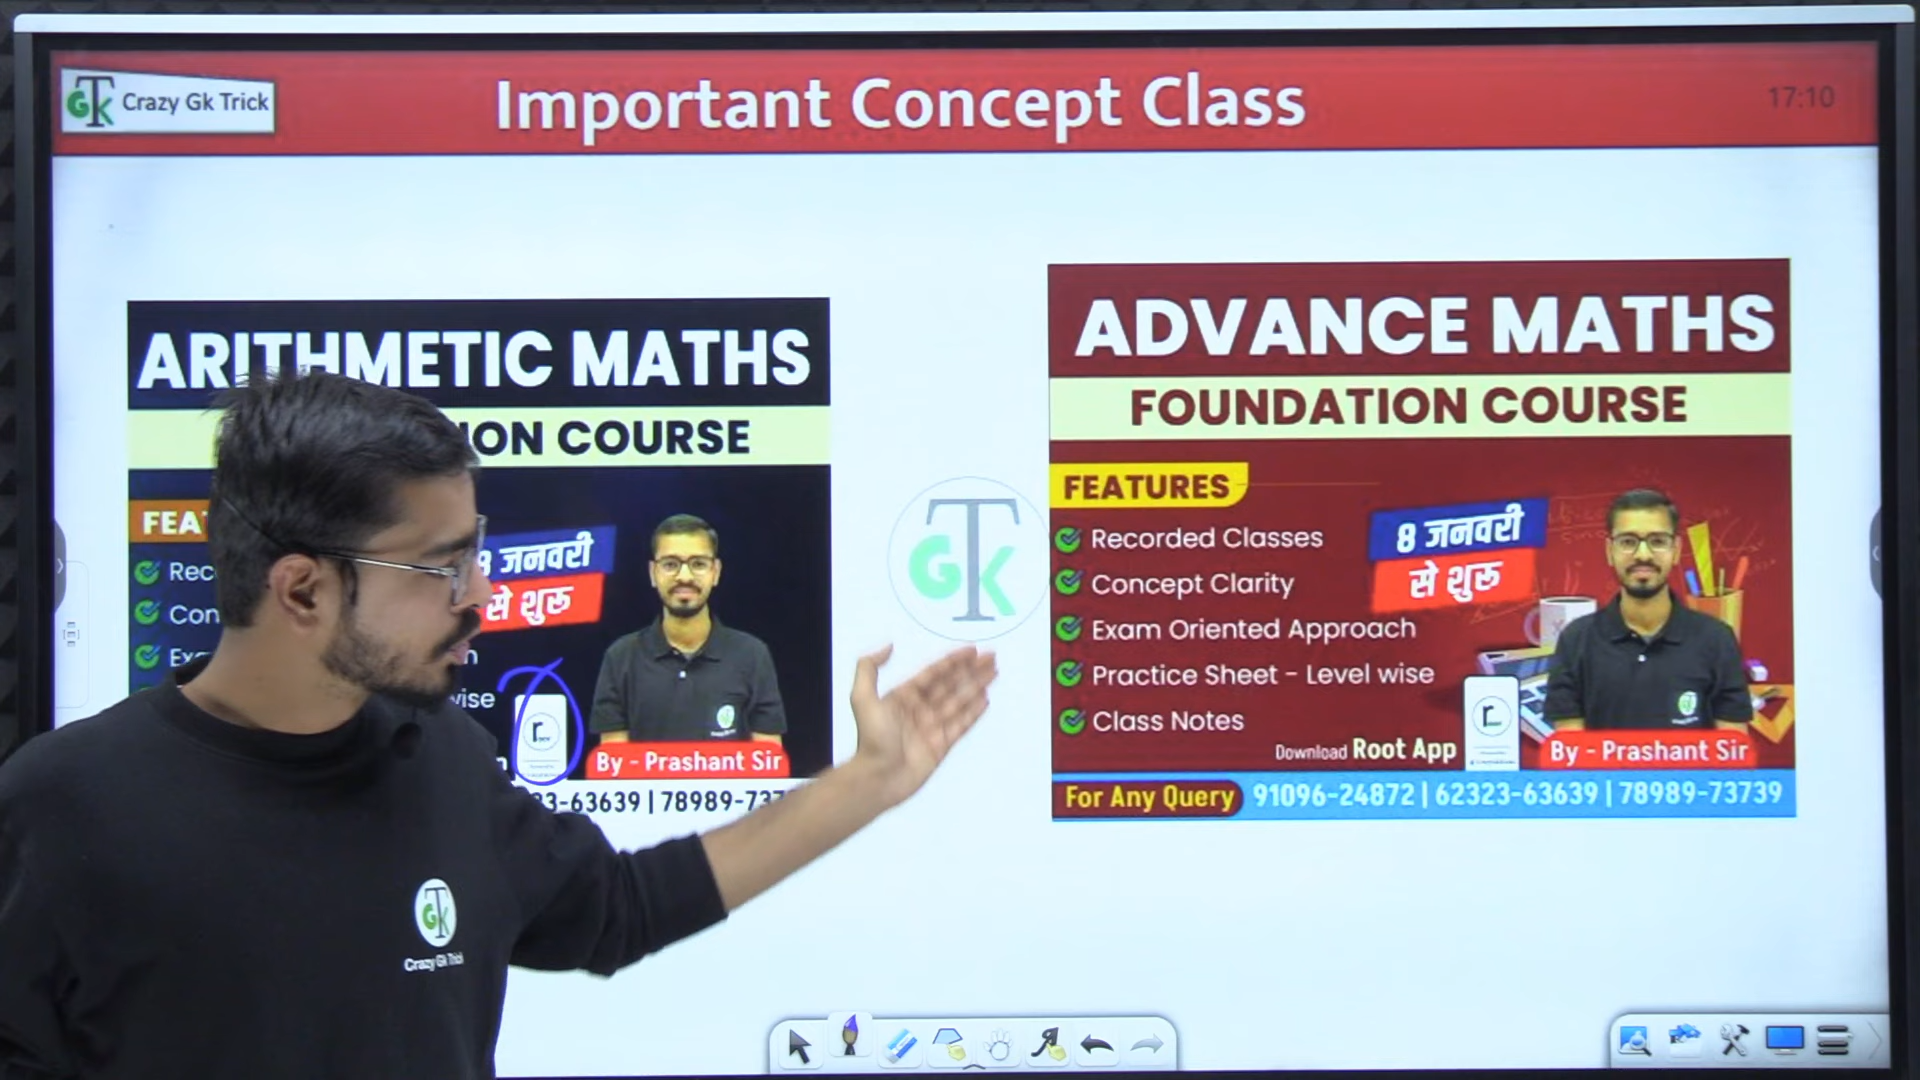 Crazy Gk Trick
Important Concept Class
17:10
ARITHMETIC MATHS
COURSE
8 जनवरी
से शुरू
By - Prashant Sir
63639 | 78989-
GTK
ADVANCE MATHS
FOUNDATION COURSE
FEATURES
Recorded Classes
Concept Clarity
Exam Oriented Approach
Practice Sheet - Level wise
Class Notes
8 जनवरी
से शुरू
Download Root App
By - Prashant Sir
For Any Query 91096-24872 | 62323-63639 | 78989-73739
GTK
Crazy Gk Trick